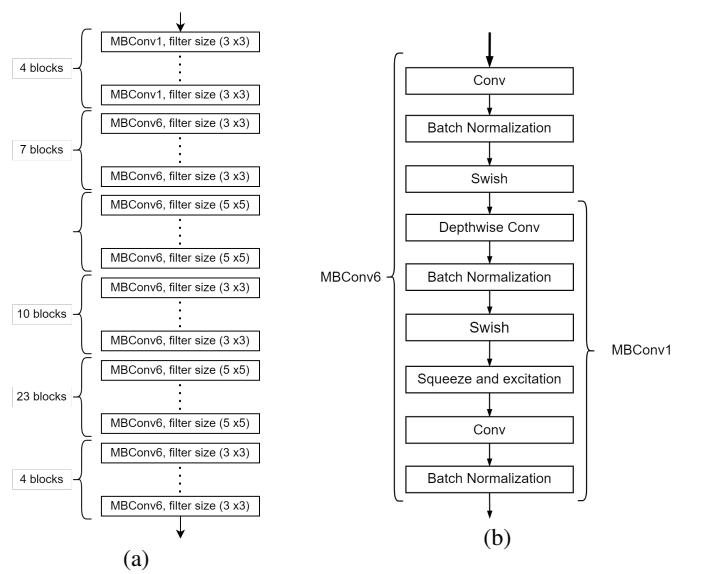 MBConv1, filter size (3 x3)
4 blocks
MBConv1, filter size (3 x3)
MBConv6, filter size (3 x3)
7 blocks
MBConv6, filter size (3 x3)
MBConv6, filter size (5 x5)
MBConv6, filter size (5 x5)
MBConv6, filter size (3 x3)
10 blocks
MBConv6, filter size (3 x3)
MBConv6, filter size (5 x5)
23 blocks
MBConv6, filter size (5 x5)
MBConv6, filter size (3 x3)
4 blocks
MBConv6, filter size (3 x3)
(a)
Conv
Batch Normalization
Swish
Depthwise Conv
MBConv6
Batch Normalization
Swish
MBConv1
Squeeze and excitation
Conv
Batch Normalization
(b)